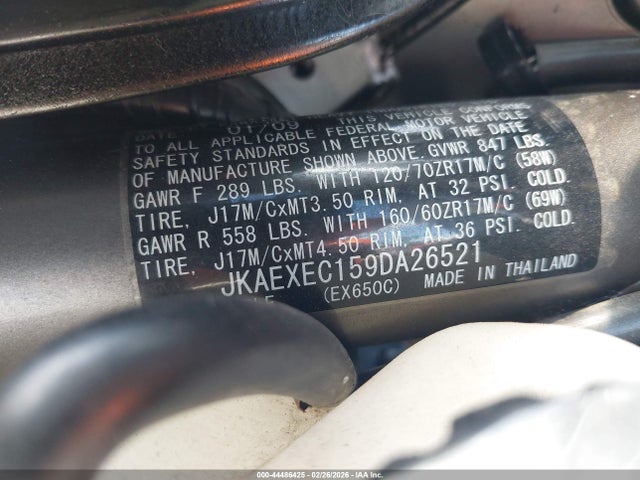 DATE 01/09 THIS VEHICLE CONFORMS
TO ALL APPLICABLE FEDERAL MOTOR VEHICLE
SAFETY STANDARDS IN EFFECT ON THE DATE
OF MANUFACTURE SHOWN ABOVE. GVWR 847 LBS.
GAWR F 289 LBS. WITH 120/70ZR17M/C (58W)
TIRE, J17M/CxMT3.50 RIM, AT 32 PSI. COLD.
GAWR R 558 LBS. WITH 160/60ZR17M/C (69W)
TIRE, J17M/CxMT4.50 RIM, AT 36 PSI. COLD.
JKAEXEC159DA26521
(EX650C) MADE IN THAILAND
000-44486425 - 02/26/2026 - IAA Inc.